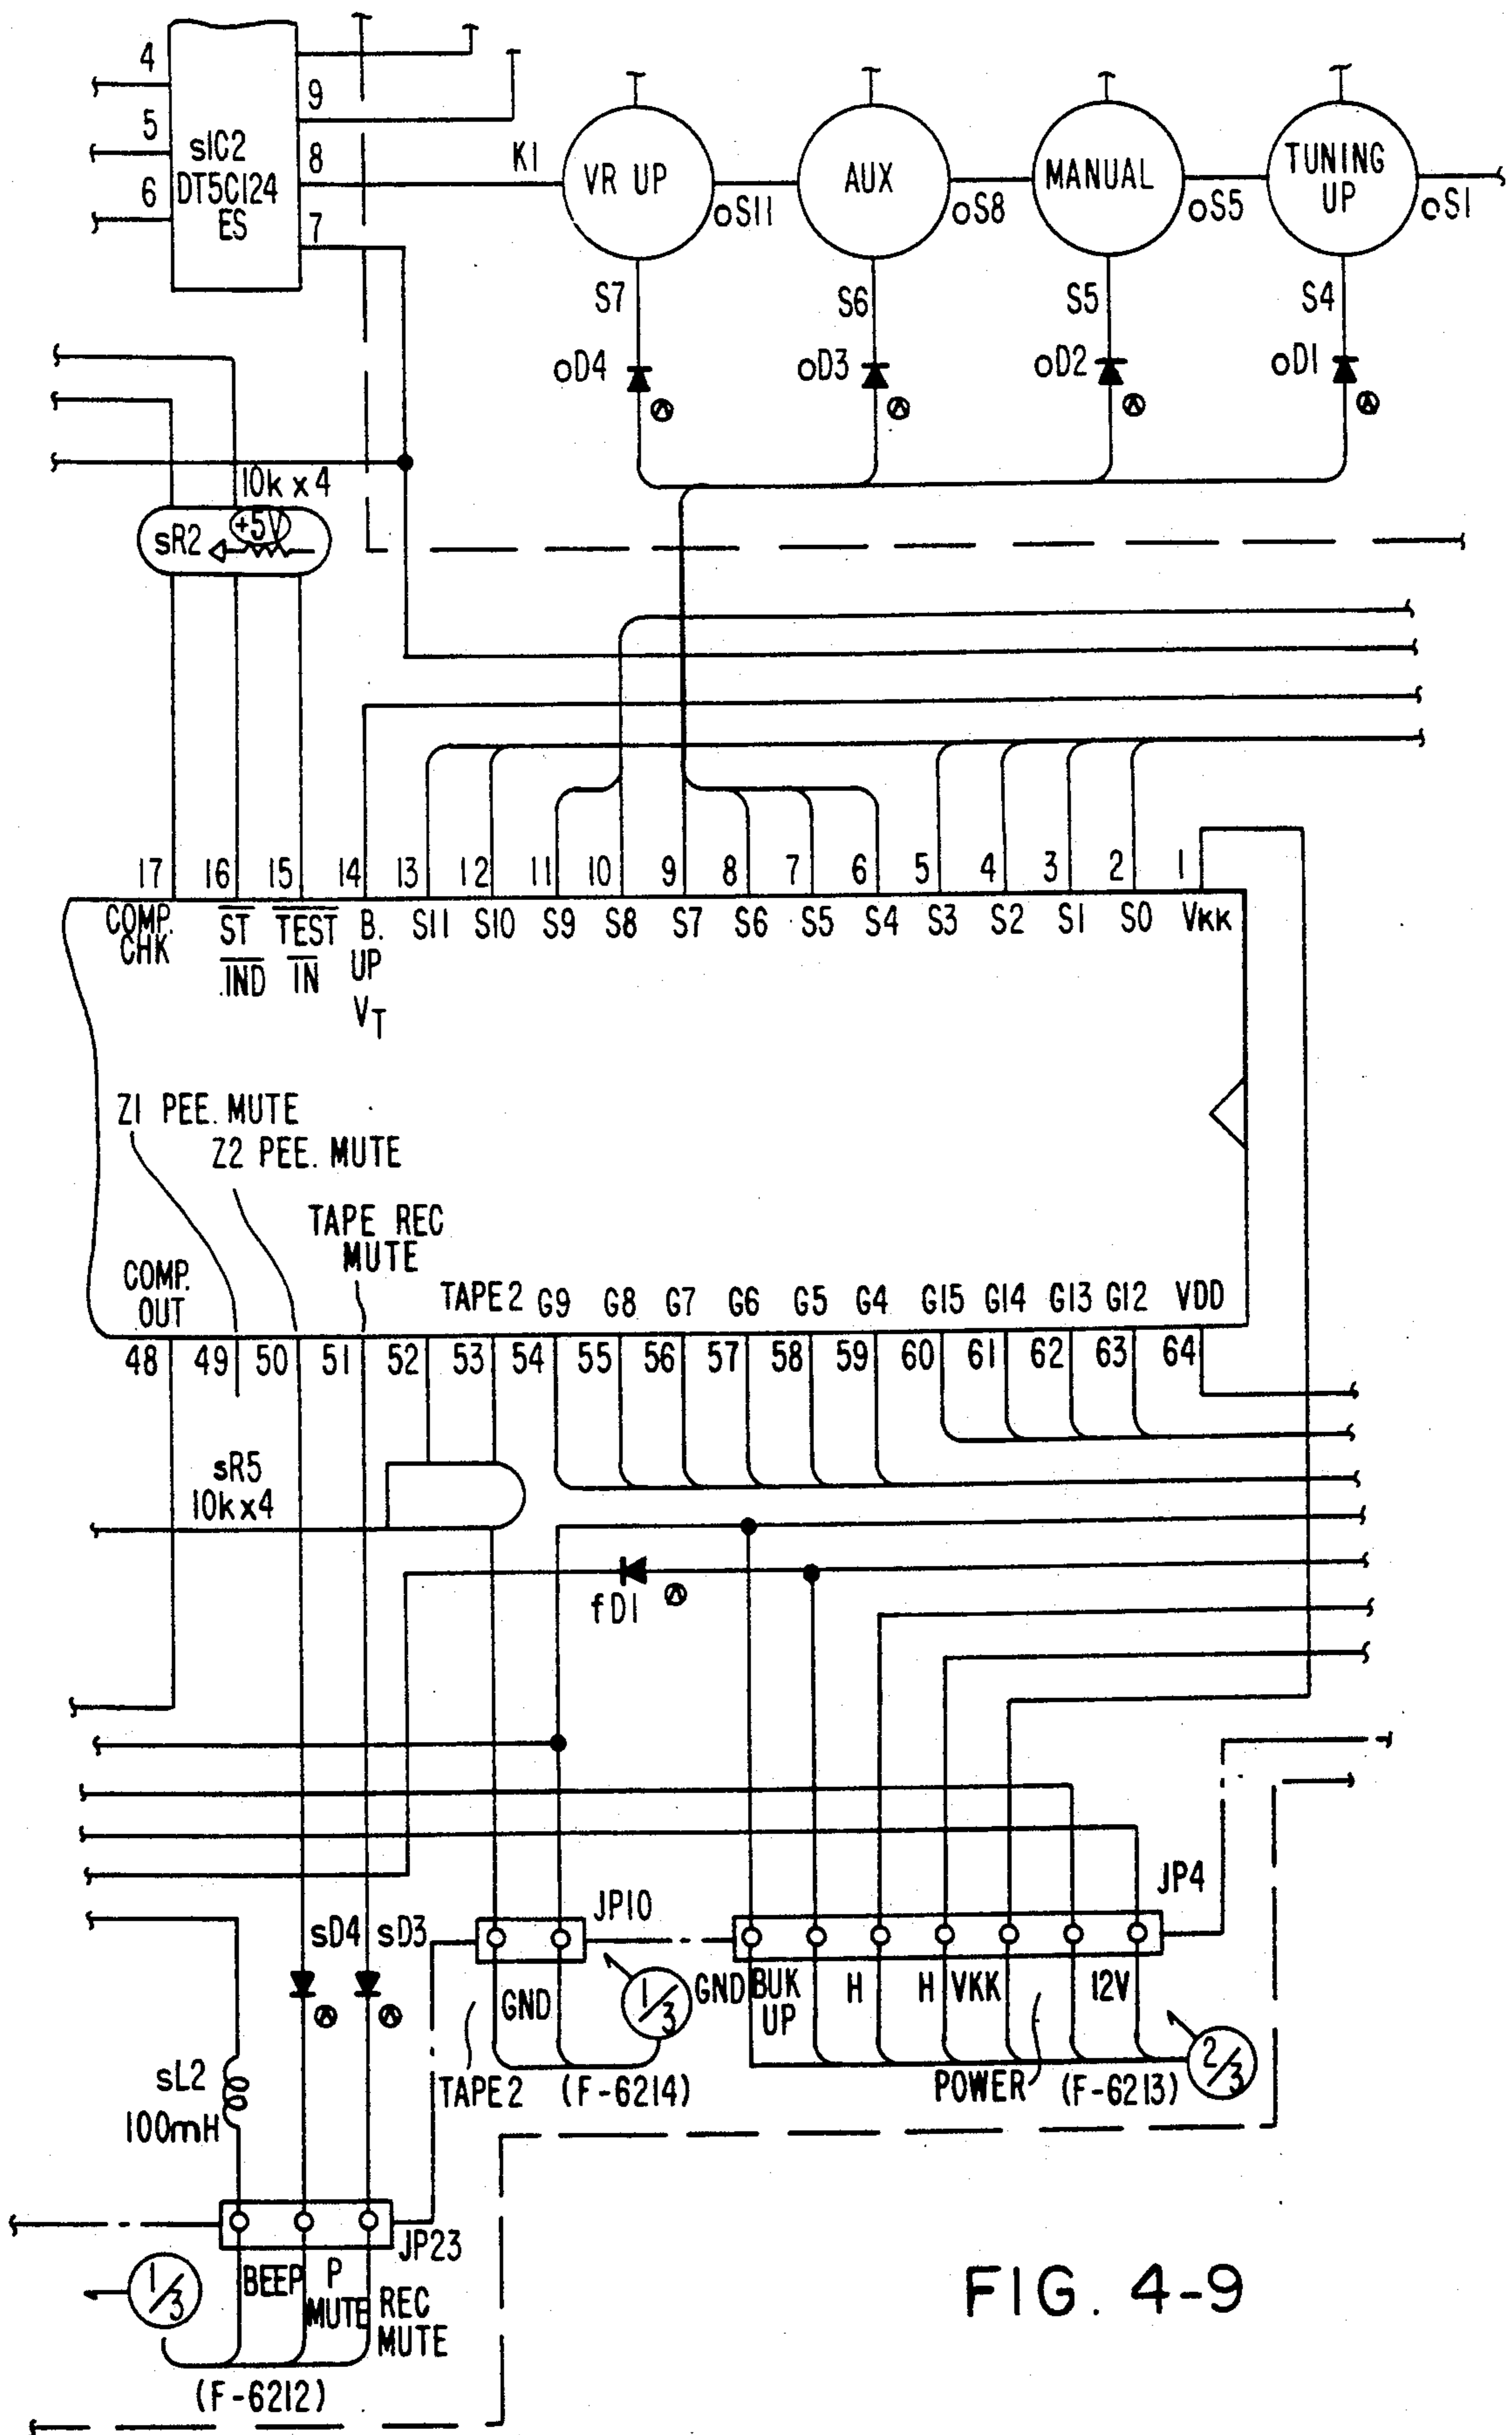 4
9
5
sIC2
DT5C124
ES
8
6
7
K1
VR UP
oS11
AUX
oS8
MANUAL
oS5
TUNING
UP
oS1
S7
S6
S5
S4
oD4
oD3
oD2
oD1
10k x 4
+5V
sR2
17 16 15 14 13 12 11 10 9 8 7 6 5 4 3 2 1
COMP.
CHK
ST
IND
TEST
IN
B.
UP
VT
S11 S10 S9 S8 S7 S6 S5 S4 S3 S2 S1 S0 VKK
Z1 PEE. MUTE
Z2 PEE. MUTE
TAPE REC
MUTE
COMP.
OUT
TAPE2 G9 G8 G7 G6 G5 G4 G15 G14 G13 G12 VDD
48 49 50 51 52 53 54 55 56 57 58 59 60 61 62 63 64
sR5
10k x4
fD1
JP4
JP10
sD4 sD3
GND
1/3
GND
BUK
UP
H
H
VKK
12V
2/3
TAPE2
(F-6214)
POWER
(F-6213)
sL2
100mH
JP23
1/3
BEEP
P
MUTE
REC
MUTE
(F-6212)
FIG. 4-9